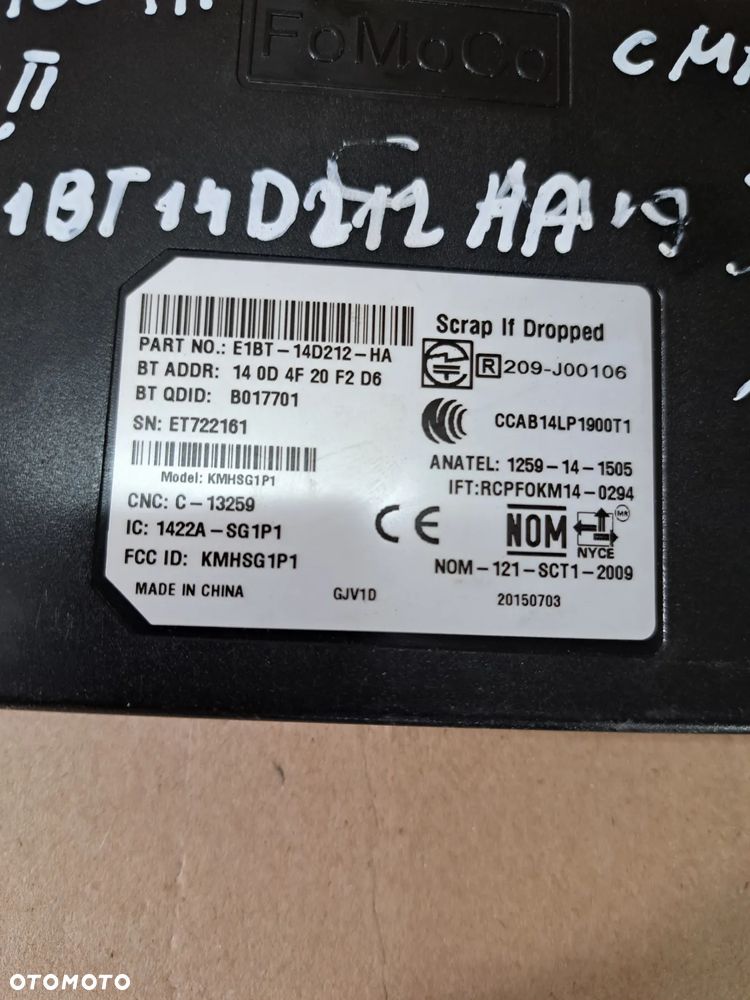 FoMoCo
1BT14D212 HA
PART NO.: E1BT-14D212-HA
BT ADDR: 14 0D 4F 20 F2 D6
BT QDID: B017701
SN: ET722161
Model: KMHSG1P1
CNC: C-13259
IC: 1422A-SG1P1
FCC ID: KMHSG1P1
MADE IN CHINA
GJV1D
Scrap If Dropped
R 209-J00106
CCAB14LP1900T1
ANATEL: 1259-14-1505
IFT:RCPFOKM14-0294
CE
NOM
MR
NYCE
NOM-121-SCT1-2009
20150703
OTOMOTO